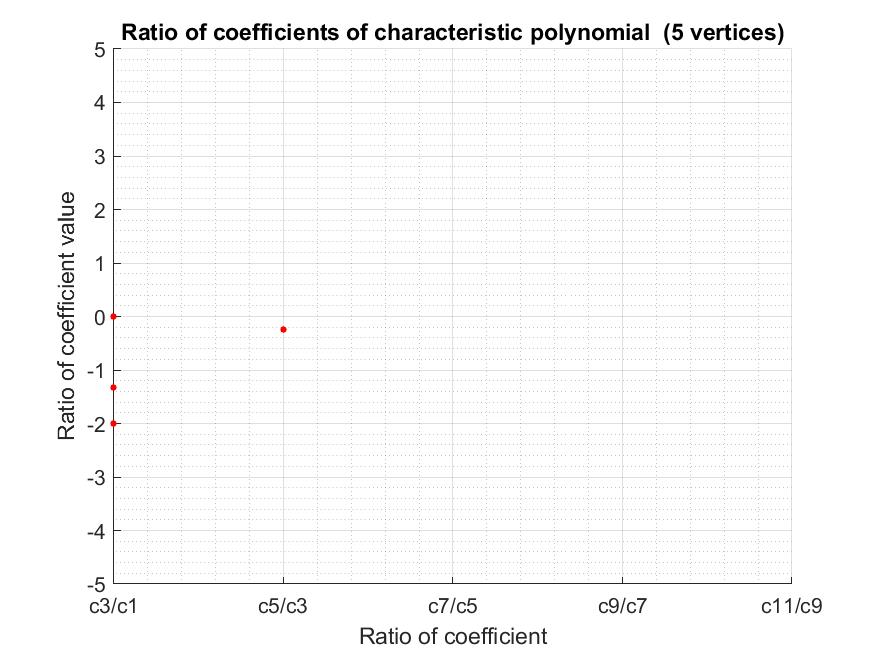 Ratio of coefficients of characteristic polynomial  (5 vertices)
5
4
3
2
1
0
-1
-2
-3
-4
-5
Ratio of coefficient value
c3/c1 c5/c3 c7/c5 c9/c7 c11/c9
Ratio of coefficient